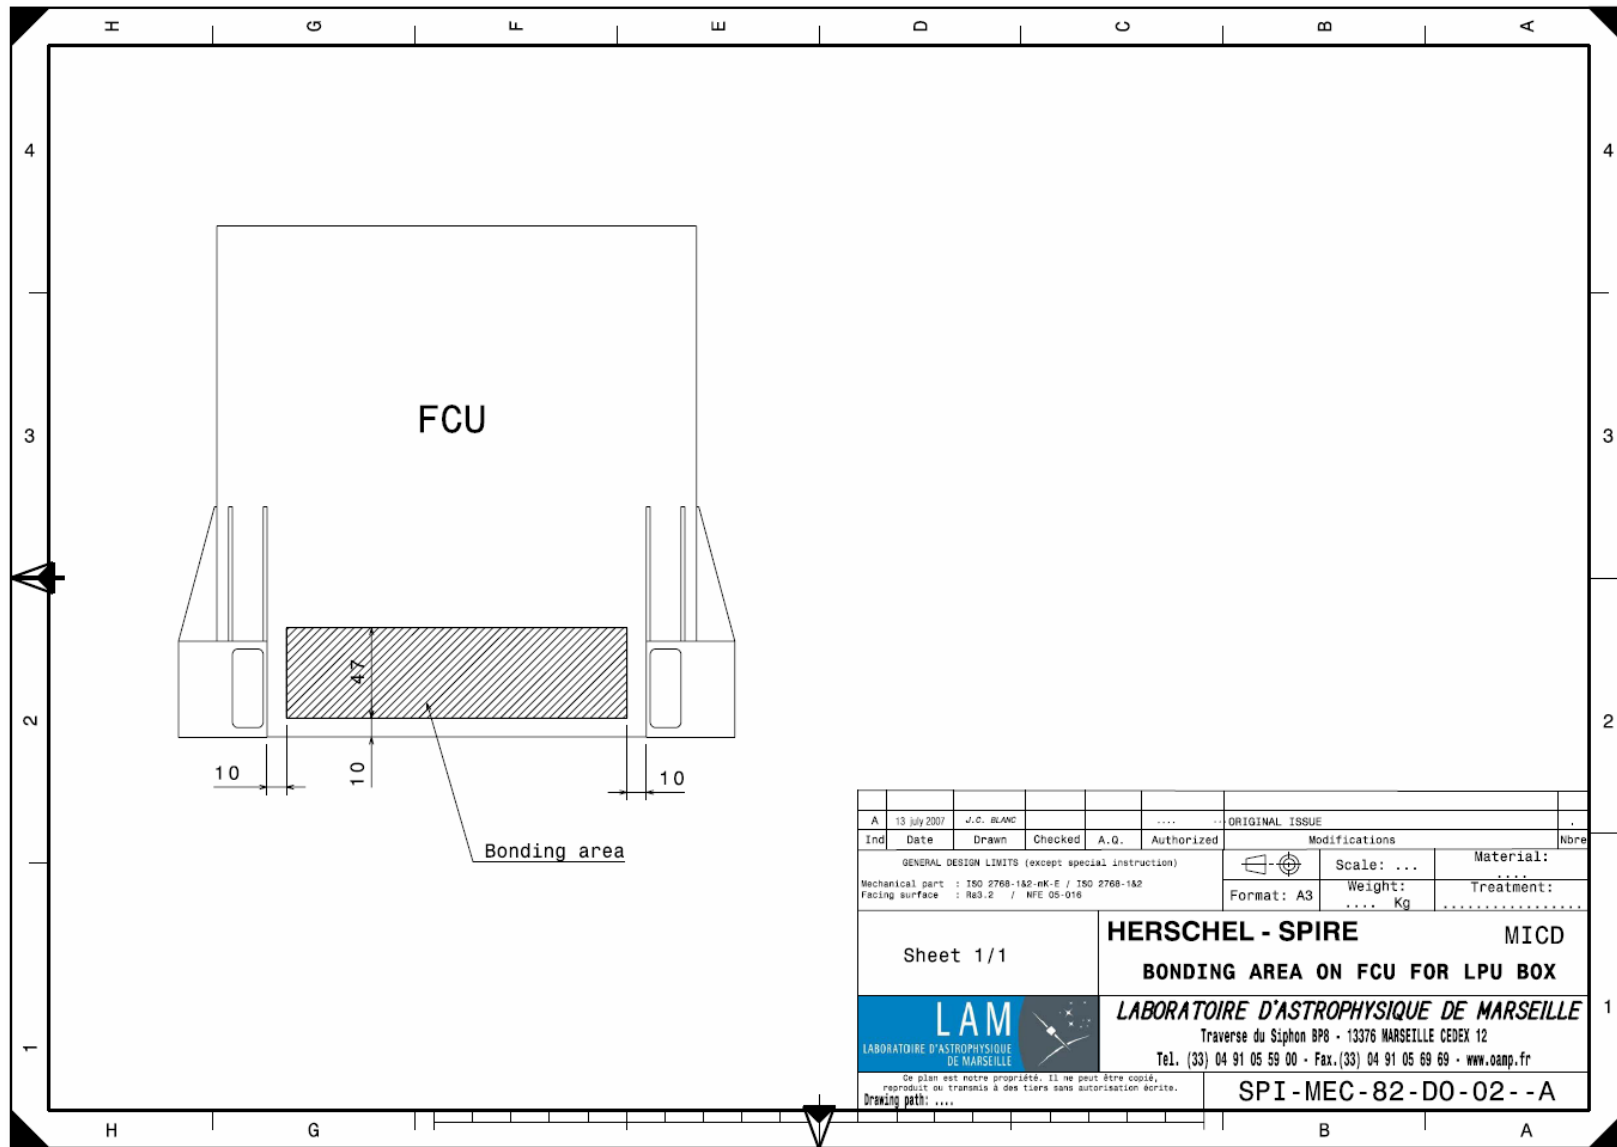 H G F E D C B A
4 4
FCU
3 3
47
2 2
10 10 10
Bonding area
A 13 july 2007 J.C. BLANC .... ORIGINAL ISSUE .
Ind Date Drawn Checked A.Q. Authorized Modifications Nbre
GENERAL DESIGN LIMITS (except special instruction)
Mechanical part : ISO 2768-1&2-mK-E / ISO 2768-1&2
Facing surface : Ra3.2 / NFE 05-016
Scale: ... Material: ....
Format: A3 Weight: .... Kg Treatment: .................
Sheet 1/1
HERSCHEL - SPIRE MICD
BONDING AREA ON FCU FOR LPU BOX
LAM
LABORATOIRE D'ASTROPHYSIQUE
DE MARSEILLE
LABORATOIRE D'ASTROPHYSIQUE DE MARSEILLE
Traverse du Siphon BP8 - 13376 MARSEILLE CEDEX 12
Tel. (33) 04 91 05 59 00 - Fax.(33) 04 91 05 69 69 - www.oamp.fr
1 1
Ce plan est notre propriété. Il ne peut être copié,
reproduit ou transmis à des tiers sans autorisation écrite.
Drawing path: ....
SPI-MEC-82-DO-02--A
H G B A